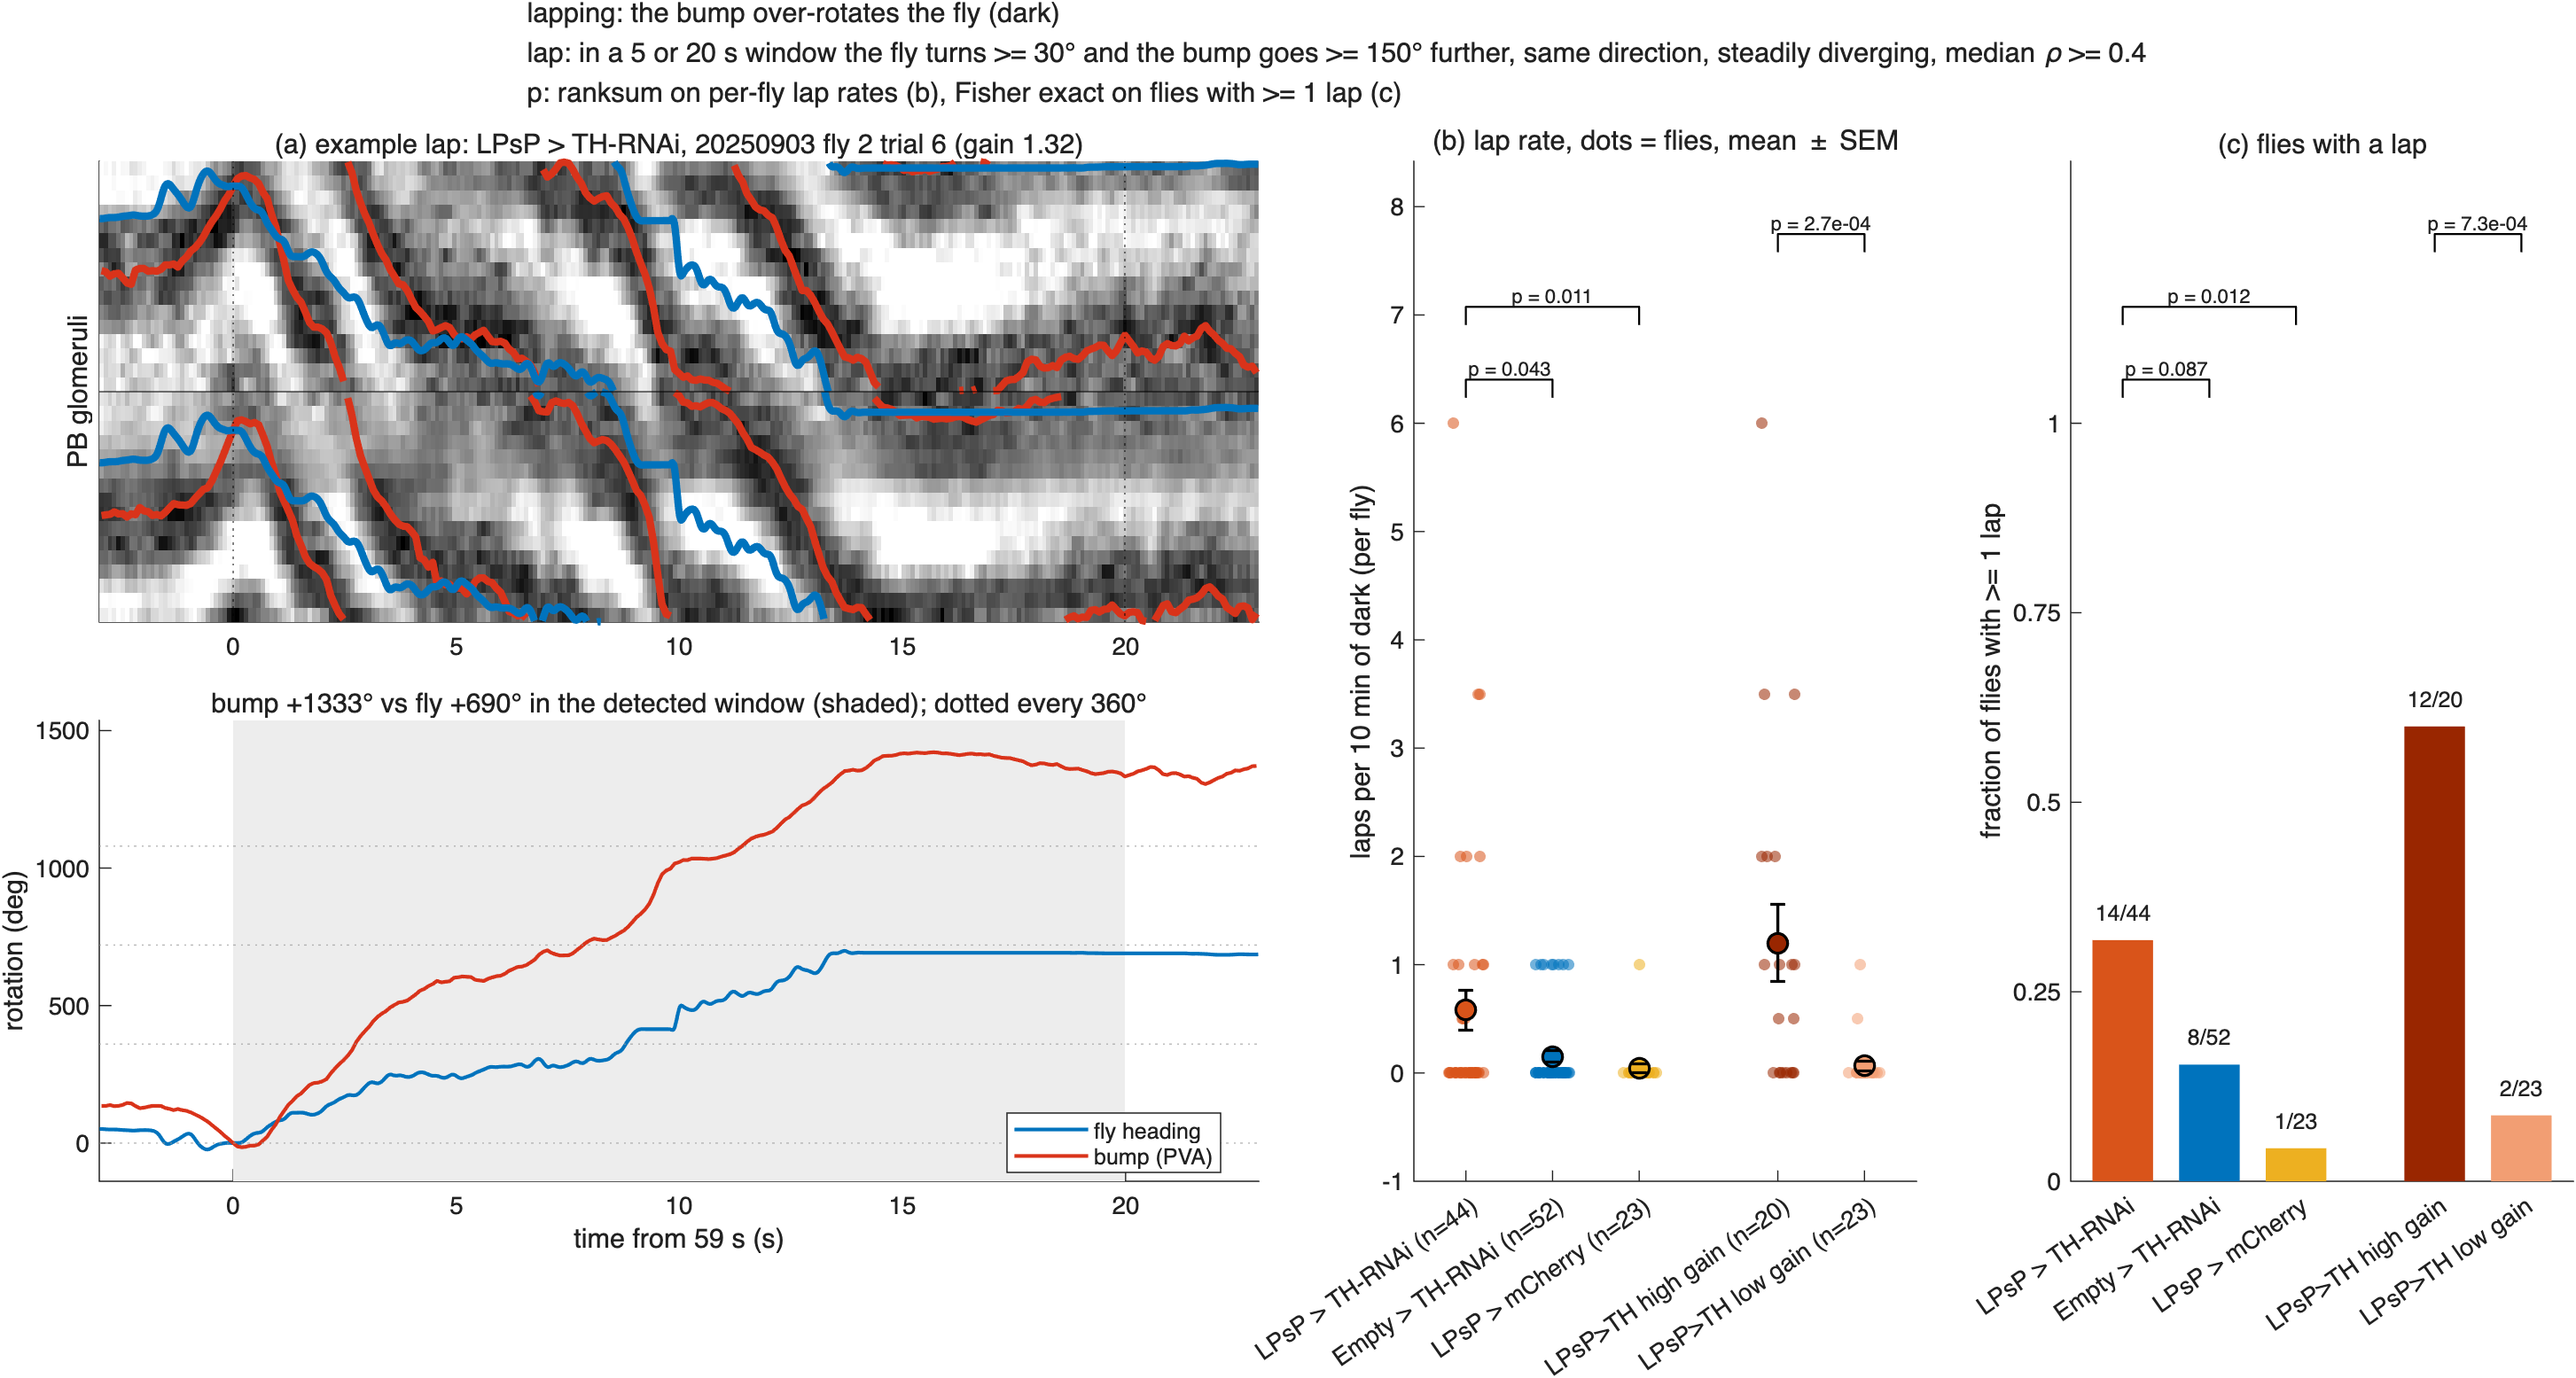 lapping: the bump over-rotates the fly (dark)
lap: in a 5 or 20 s window the fly turns >= 30° and the bump goes >= 150° further, same direction, steadily diverging, median ρ >= 0.4
p: ranksum on per-fly lap rates (b), Fisher exact on flies with >= 1 lap (c)
(a) example lap: LPsP > TH-RNAi, 20250903 fly 2 trial 6 (gain 1.32)
PB glomeruli
0 5 10 15 20
bump +1333° vs fly +690° in the detected window (shaded); dotted every 360°
rotation (deg)
1500
1000
500
0
fly heading
bump (PVA)
0 5 10 15 20
time from 59 s (s)
(b) lap rate, dots = flies, mean ± SEM
laps per 10 min of dark (per fly)
8
7
6
5
4
3
2
1
0
-1
p = 2.7e-04
p = 0.011
p = 0.043
LPsP > TH-RNAi (n=44)
Empty > TH-RNAi (n=52)
LPsP > mCherry (n=23)
LPsP>TH high gain (n=20)
LPsP>TH low gain (n=23)
(c) flies with a lap
fraction of flies with >= 1 lap
1
0.75
0.5
0.25
0
p = 7.3e-04
p = 0.012
p = 0.087
14/44
8/52
1/23
12/20
2/23
LPsP > TH-RNAi
Empty > TH-RNAi
LPsP > mCherry
LPsP>TH high gain
LPsP>TH low gain